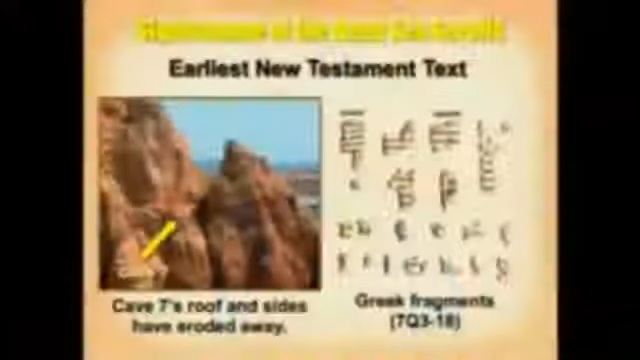 Earliest New Testament Text
Cave 7's roof and sides
have eroded away.
Greek fragments
(7Q3-18)